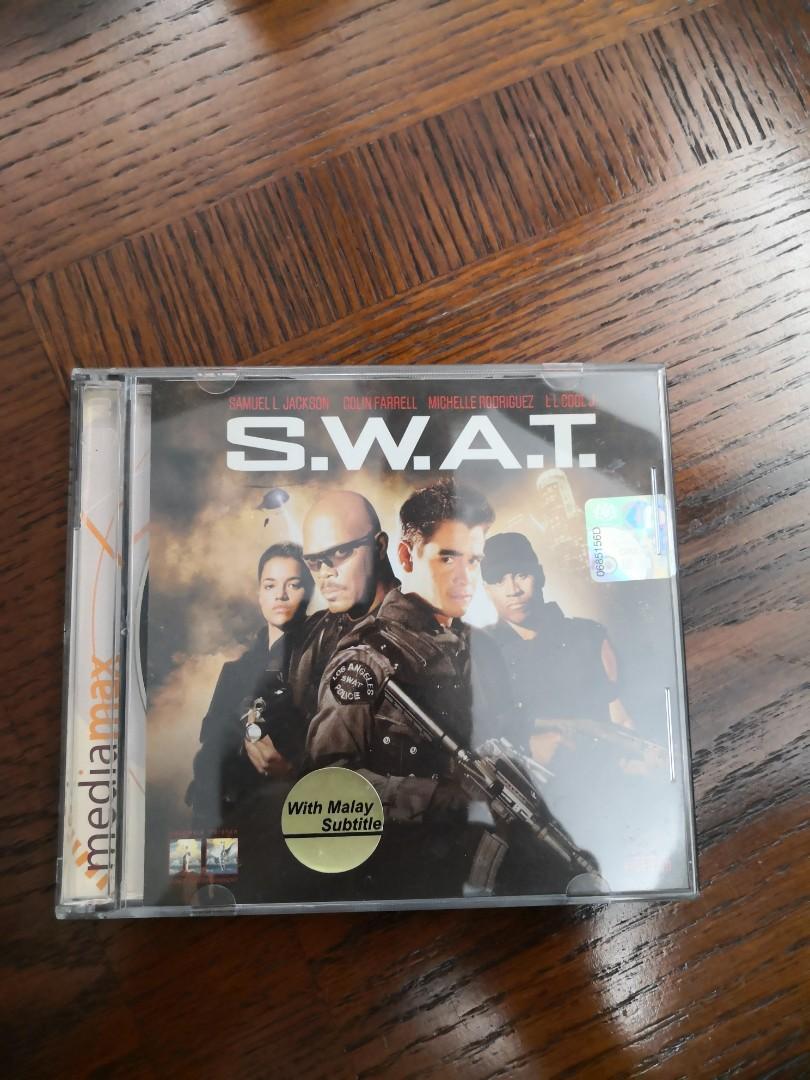 SAMUEL L. JACKSON COLIN FARRELL MICHELLE RODRIGUEZ LL COOL J.
S.W.A.T.
0685156D
LOS ANGELES
SWAT
POLICE
mediamax
With Malay
Subtitle